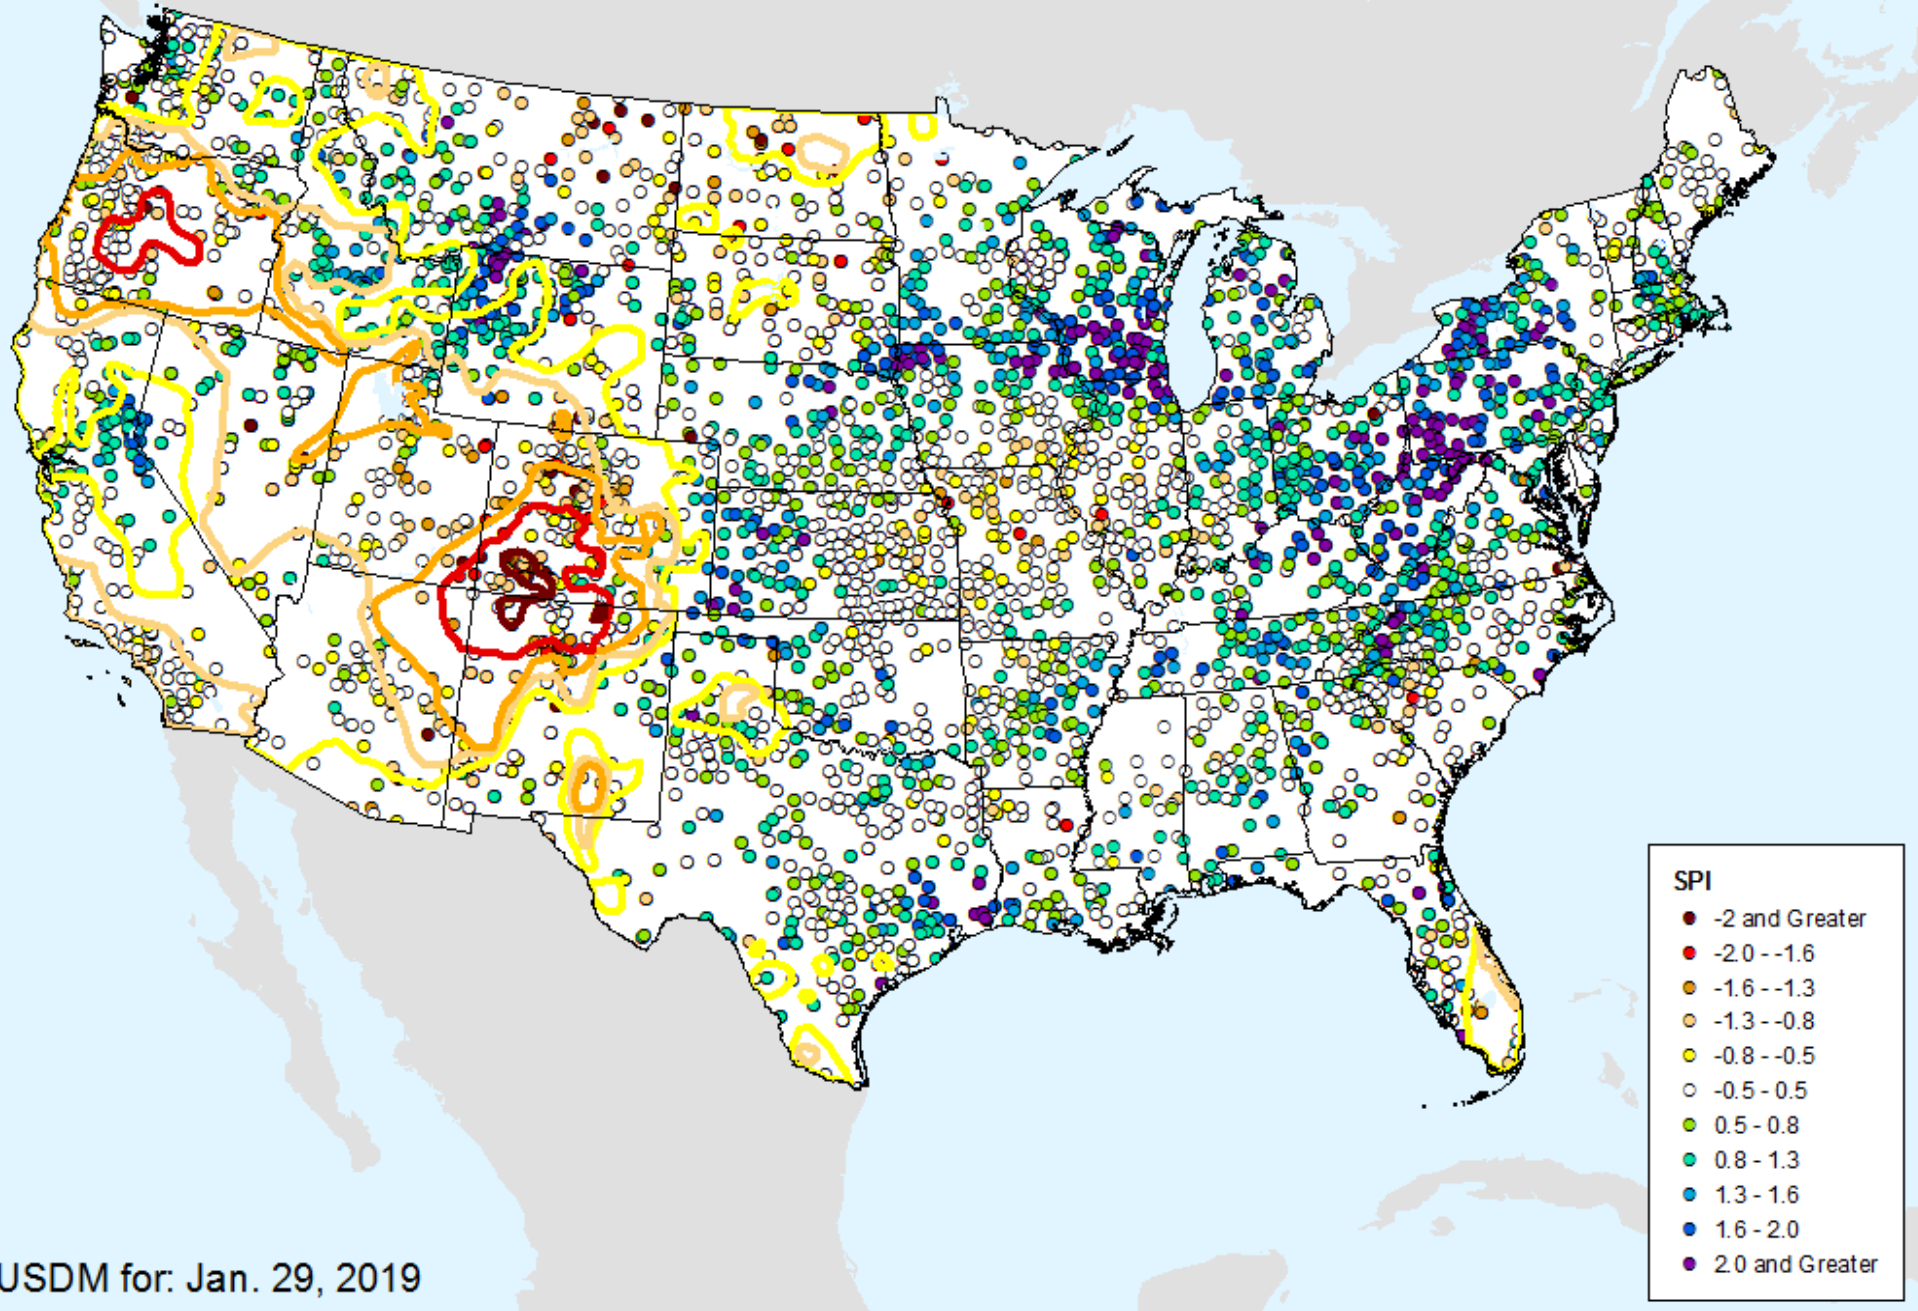 SPI
-2 and Greater
-2.0 - -1.6
-1.6 - -1.3
-1.3 - -0.8
-0.8 - -0.5
-0.5 - 0.5
0.5 - 0.8
0.8 - 1.3
1.3 - 1.6
1.6 - 2.0
2.0 and Greater
USDM for: Jan. 29, 2019